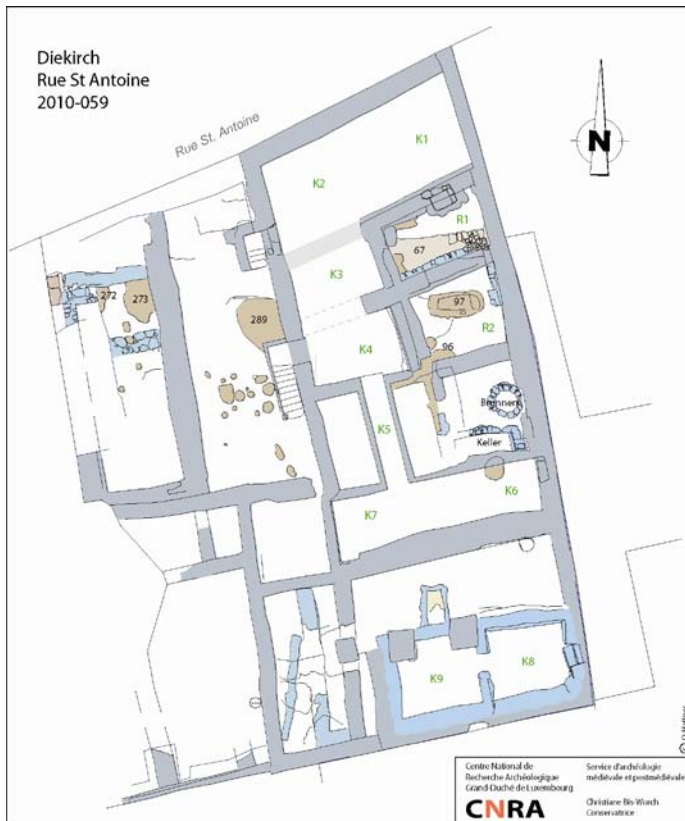 Diekirch
Rue St Antoine
2010-059
Rue St. Antoine
N
K1
K2
R1
67
K3
272
273
289
97
R2
K4
96
Brunnen
K5
Keller
K6
K7
K8
K9
Centre National de
Recherche Archéologique
Grand-Duché de Luxembourg
CNRA
Service d'archéologie
médiévale et postmédiévale
Christiane Bis-Worch
Conservatrice